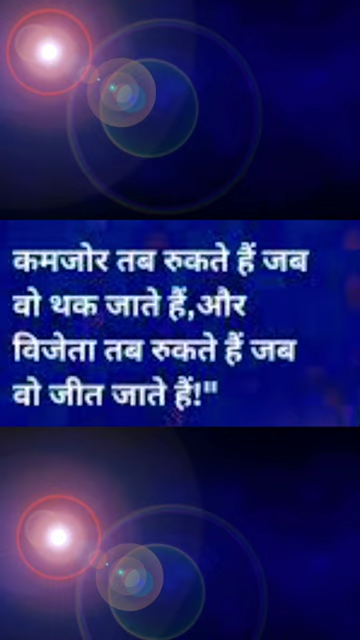 कमजोर तब रुकते हैं जब
वो थक जाते हैं,और
विजेता तब रुकते हैं जब
वो जीत जाते हैं!"